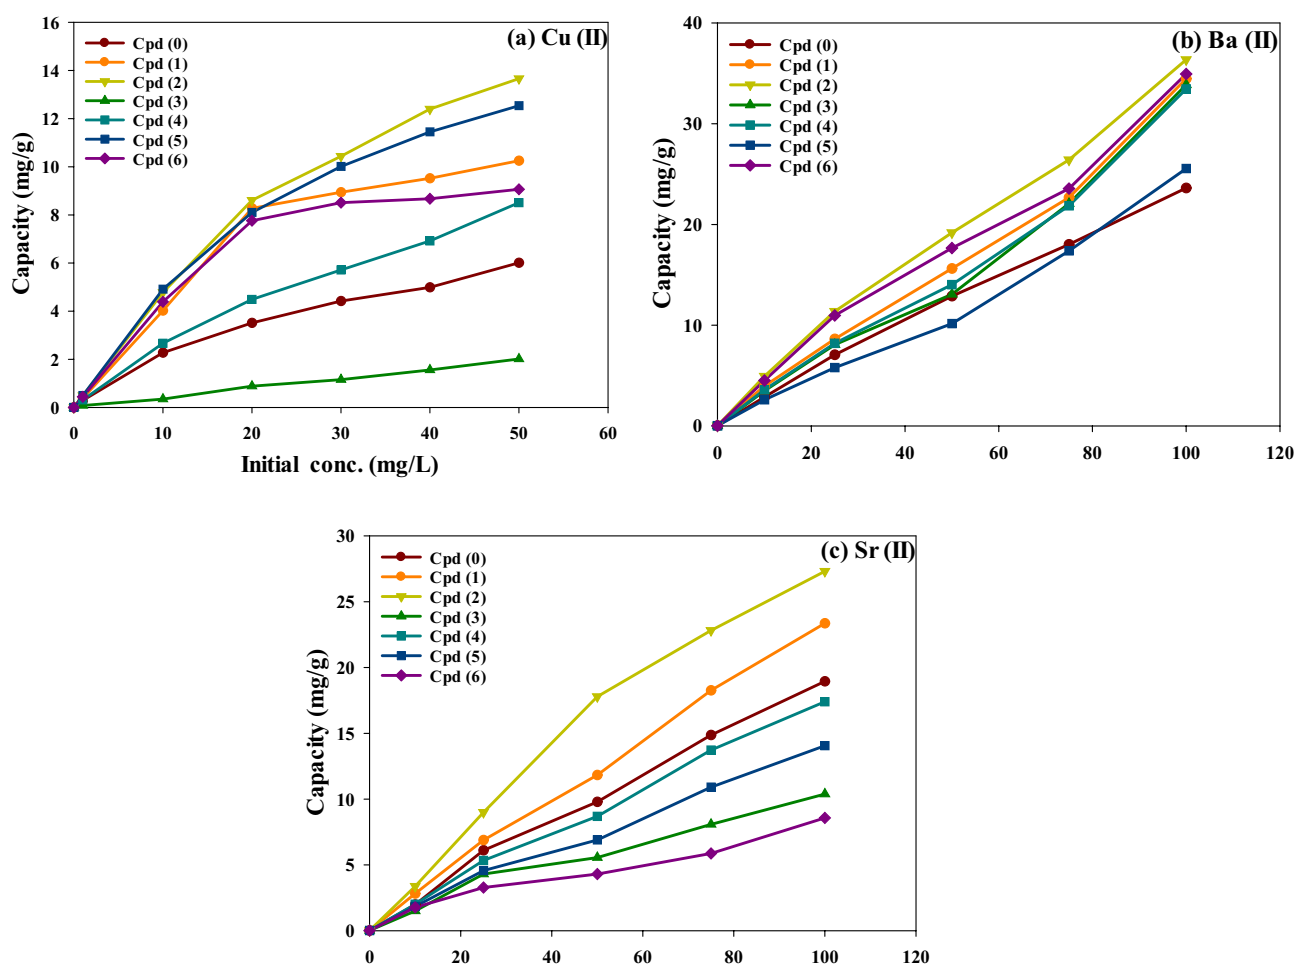 (a) Cu (II)
Cpd (0)
Cpd (1)
Cpd (2)
Cpd (3)
Cpd (4)
Cpd (5)
Cpd (6)
Capacity (mg/g)
16
14
12
10
8
6
4
2
0
0 10 20 30 40 50 60
Initial conc. (mg/L)
(b) Ba (II)
Cpd (0)
Cpd (1)
Cpd (2)
Cpd (3)
Cpd (4)
Cpd (5)
Cpd (6)
Capacity (mg/g)
40
30
20
10
0
0 20 40 60 80 100 120
(c) Sr (II)
Cpd (0)
Cpd (1)
Cpd (2)
Cpd (3)
Cpd (4)
Cpd (5)
Cpd (6)
Capacity (mg/g)
30
25
20
15
10
5
0
0 20 40 60 80 100 120